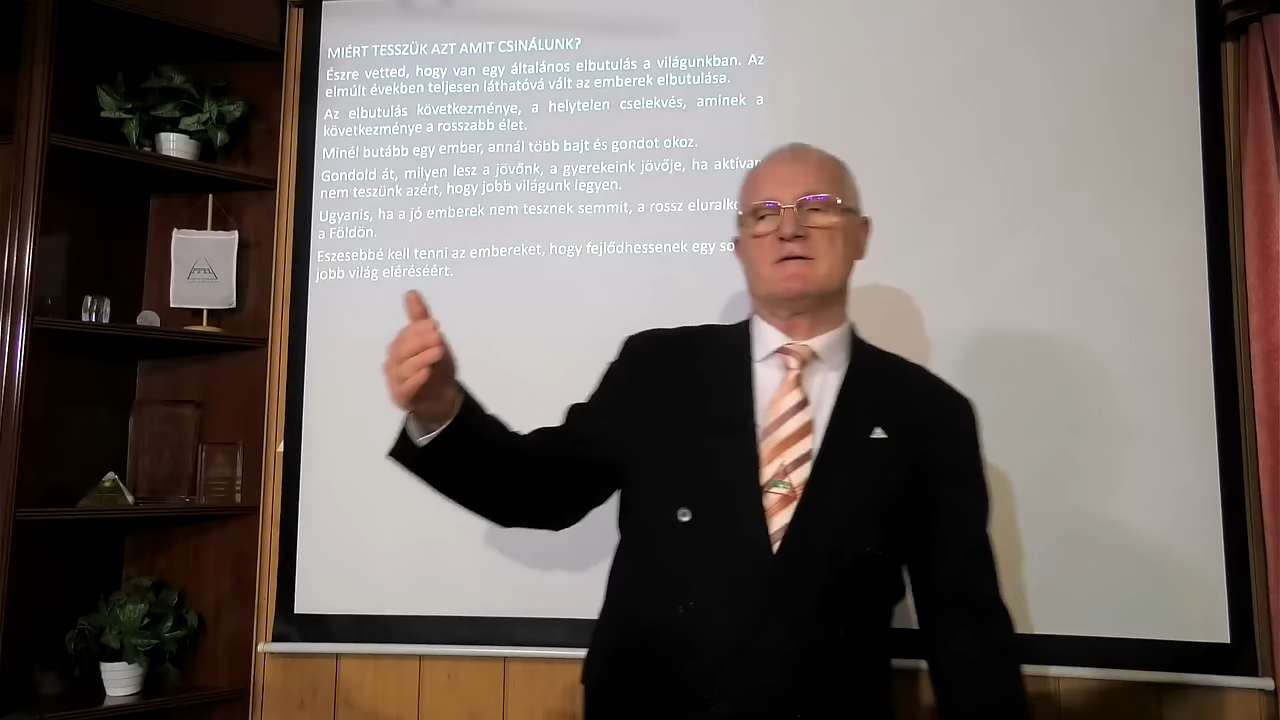 MIÉRT TESSZÜK AZT AMIT CSINÁLUNK?
Észre vetted, hogy van egy általános elbutulás a világunkban. Az
elmúlt években teljesen láthatóvá vált az emberek elbutulása.
Az elbutulás következménye, a helytelen cselekvés, aminek a
következménye a rosszabb élet.
Minél butább egy ember, annál több bajt és gondot okoz.
Gondold át, milyen lesz a jövőnk, a gyerekeink jövője, ha
nem teszünk azért, hogy jobb világunk legyen.
Ugyanis, ha a jó emberek nem tesznek semmit, a rossz
a Földön.
Eszesebbé kell tenni az embereket, hogy fejlődhessenek egy
jobb világ eléréséért.